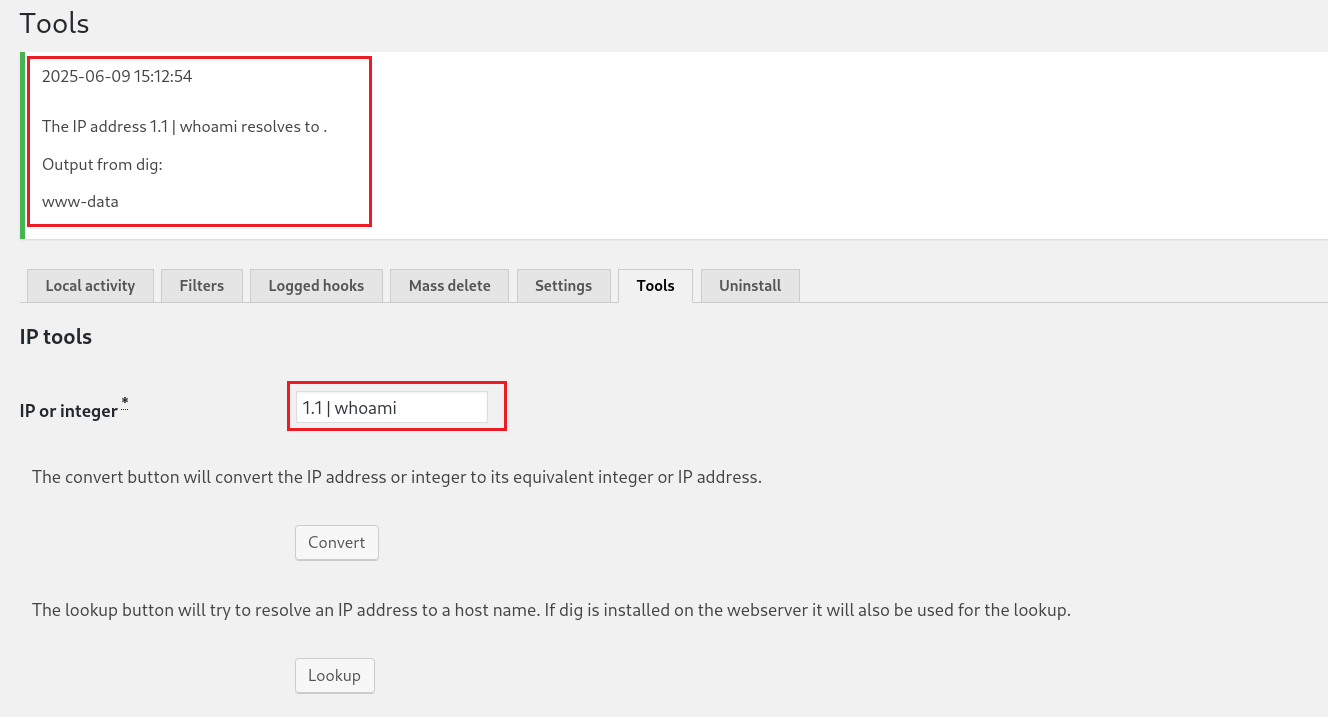 Tools
2025-06-09 15:12:54
The IP address 1.1 | whoami resolves to .
Output from dig:
www-data
Local activity Filters Logged hooks Mass delete Settings Tools Uninstall
IP tools
IP or integer *
1.1 | whoami
The convert button will convert the IP address or integer to its equivalent integer or IP address.
Convert
The lookup button will try to resolve an IP address to a host name. If dig is installed on the webserver it will also be used for the lookup.
Lookup